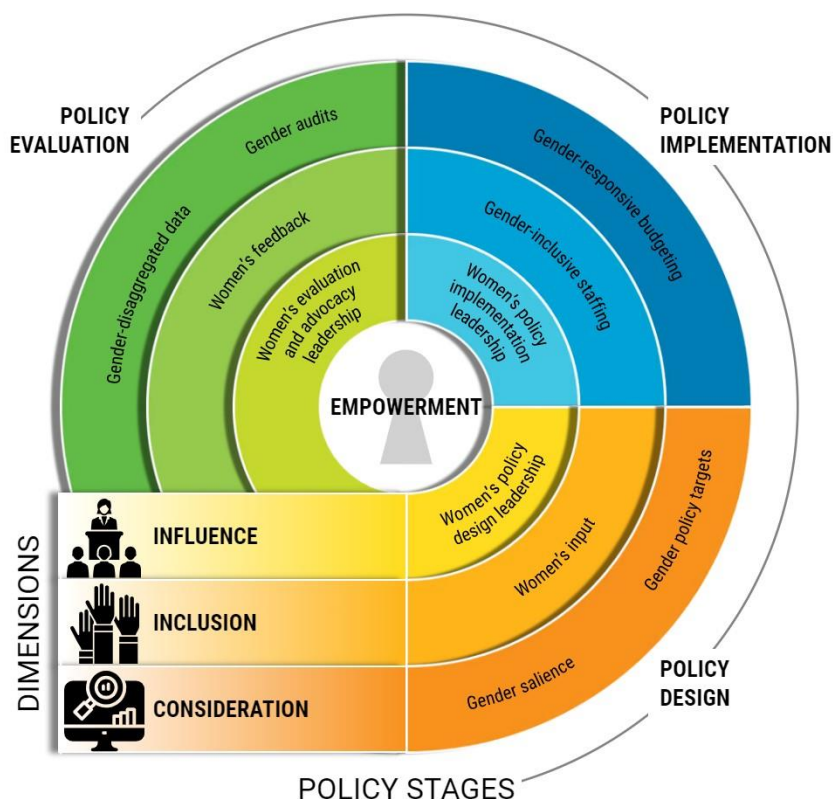 POLICY
EVALUATION
POLICY
IMPLEMENTATION
Gender audits
Gender-disaggregated data
Women's feedback
Women's evaluation
and advocacy
leadership
Gender-responsive budgeting
Gender-inclusive staffing
Women's policy
implementation
leadership
EMPOWERMENT
Women's policy
design leadership
Women's input
Gender policy targets
Gender salience
DIMENSIONS
INFLUENCE
INCLUSION
CONSIDERATION
POLICY
DESIGN
POLICY STAGES